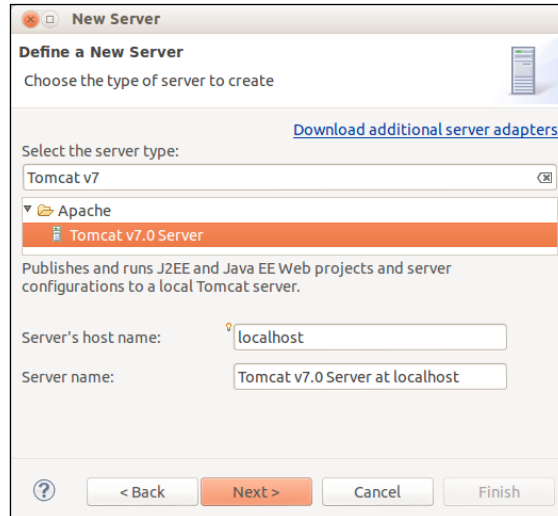 New Server
Define a New Server
Choose the type of server to create
Download additional server adapters
Select the server type:
Tomcat v7
Apache
Tomcat v7.0 Server
Publishes and runs J2EE and Java EE Web projects and server
configurations to a local Tomcat server.
Server's host name:
localhost
Server name:
Tomcat v7.0 Server at localhost
? < Back Next > Cancel Finish